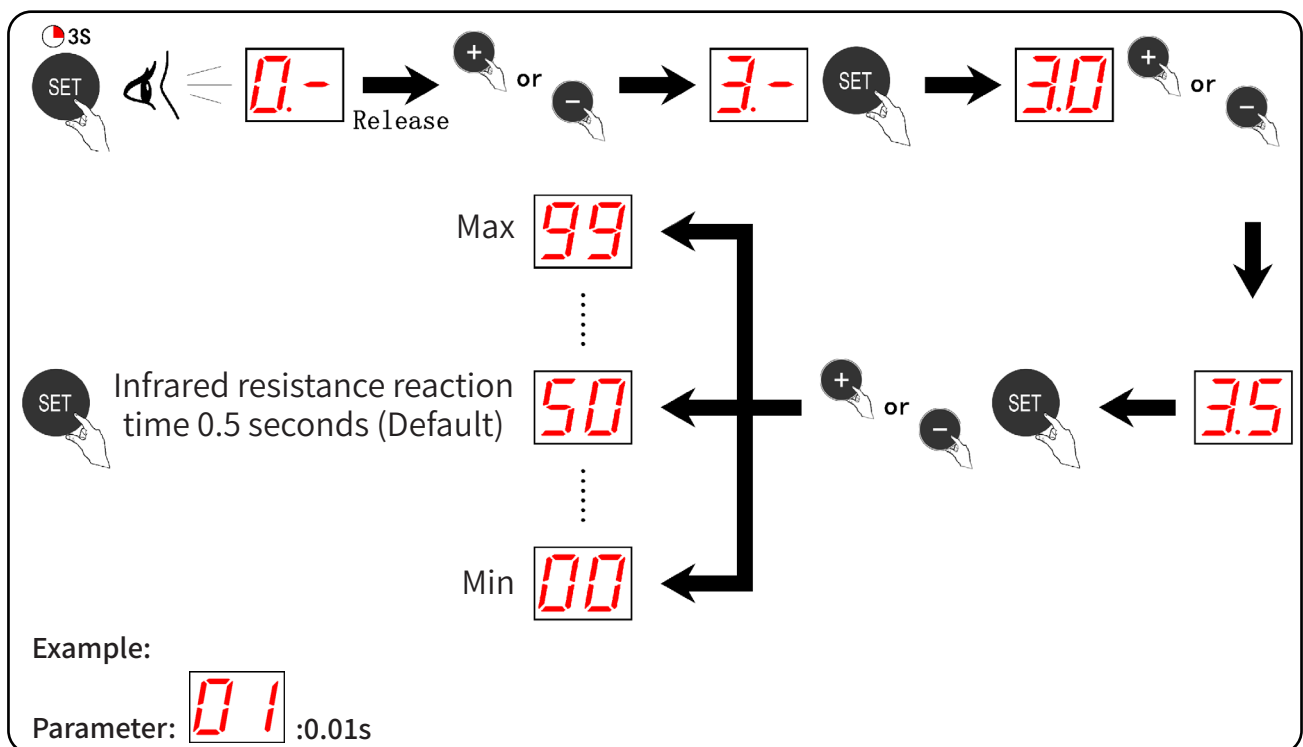 3S
SET
0.-
Release
+ or −
3.-
SET
3.0
+ or −
Max 99
SET
Infrared resistance reaction
time 0.5 seconds (Default)
50
+ or −
SET
3.5
Min 00
Example:
Parameter: 01 :0.01s